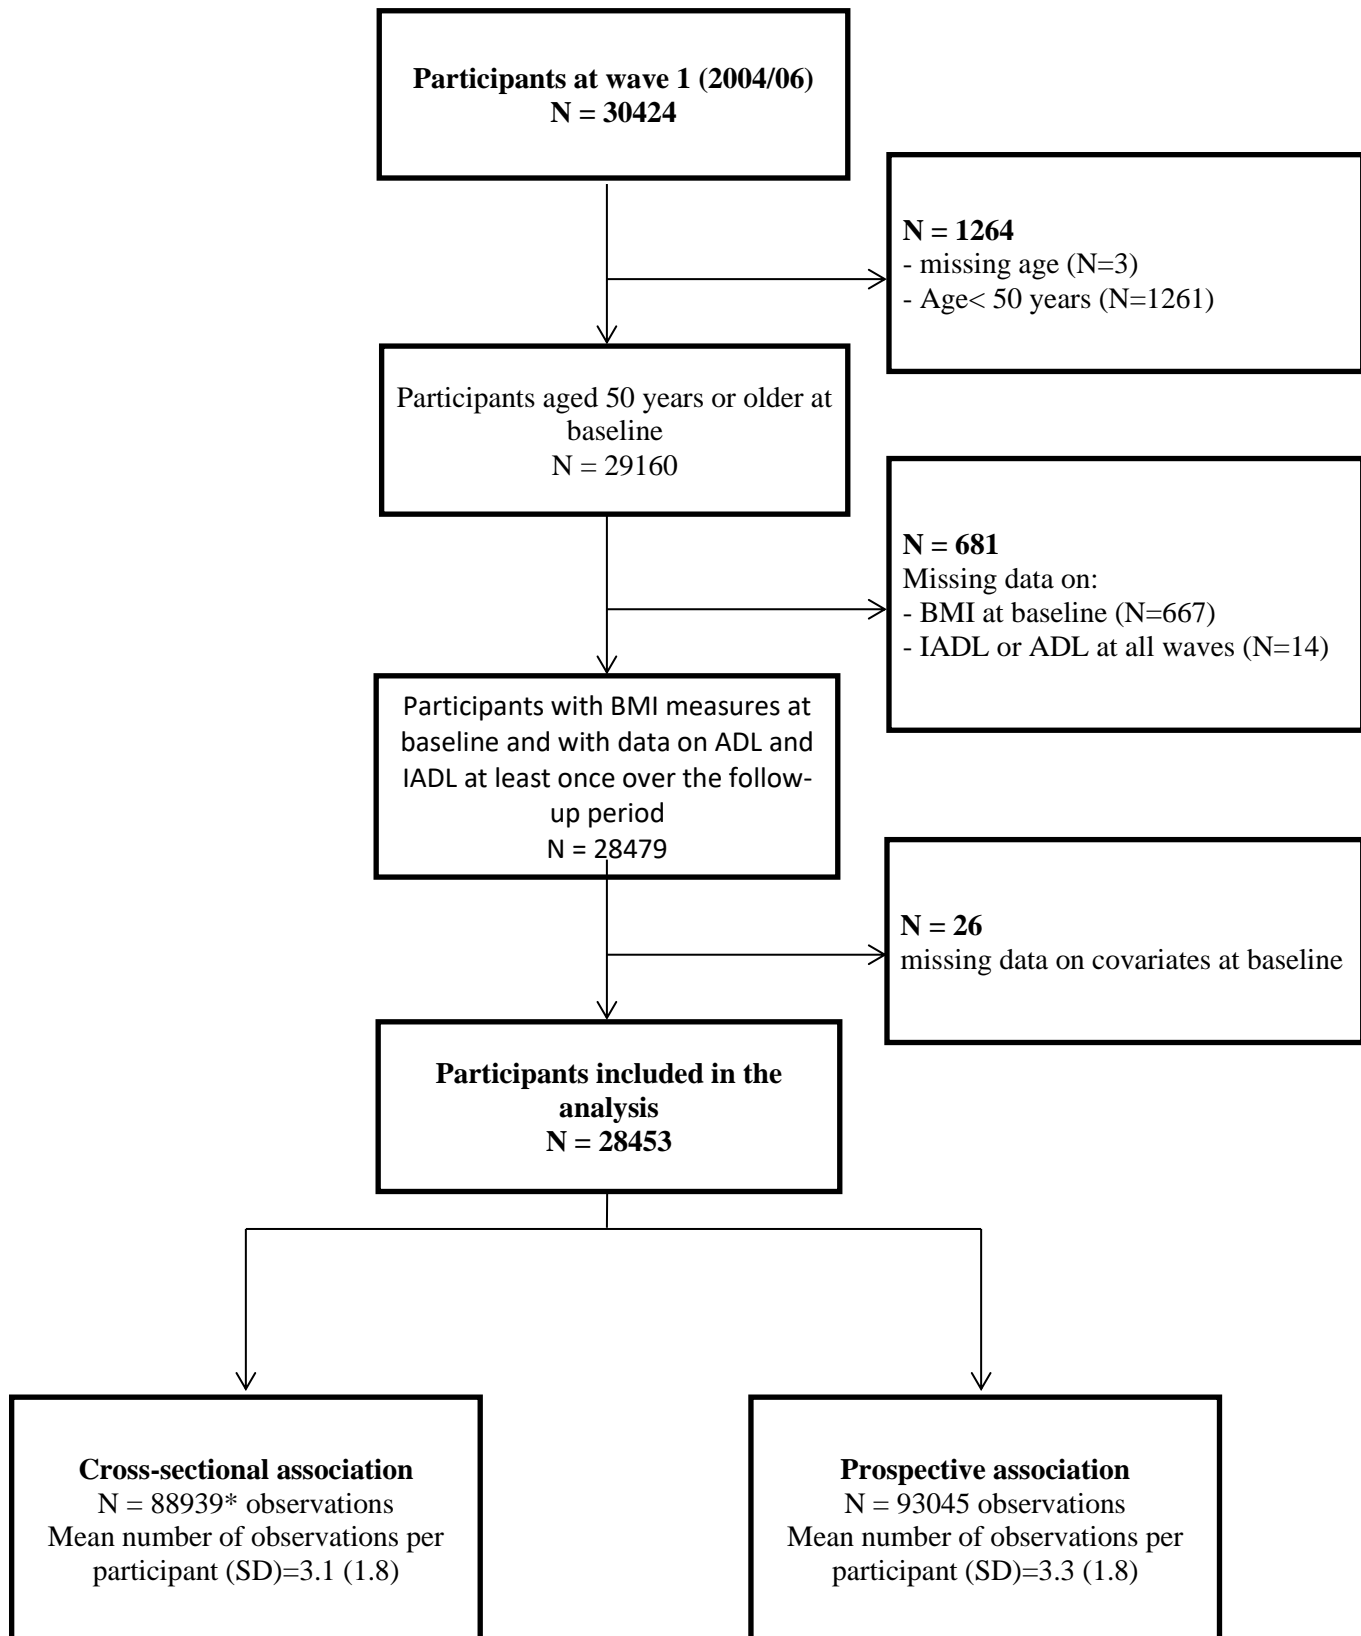 Participants at wave 1 (2004/06)
N = 30424
N = 1264
- missing age (N=3)
- Age< 50 years (N=1261)
Participants aged 50 years or older at
baseline
N = 29160
N = 681
Missing data on:
- BMI at baseline (N=667)
- IADL or ADL at all waves (N=14)
Participants with BMI measures at
baseline and with data on ADL and
IADL at least once over the follow-
up period
N = 28479
N = 26
missing data on covariates at baseline
Participants included in the
analysis
N = 28453
Cross-sectional association
N = 88939* observations
Mean number of observations per
participant (SD)=3.1 (1.8)
Prospective association
N = 93045 observations
Mean number of observations per
participant (SD)=3.3 (1.8)